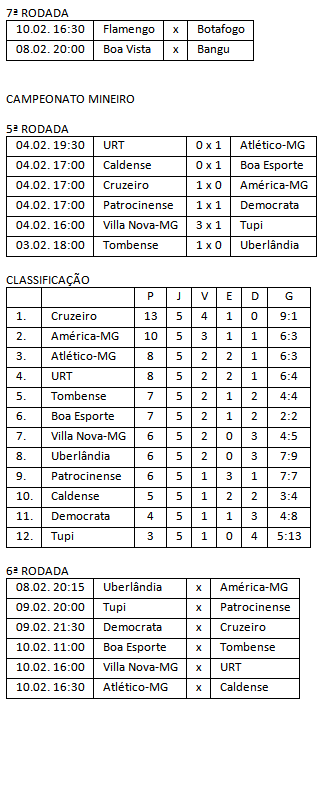 7ª RODADA
10.02. 16:30 Flamengo x Botafogo
08.02. 20:00 Boa Vista x Bangu
CAMPEONATO MINEIRO
5ª RODADA
04.02. 19:30 URT 0 x 1 Atlético-MG
04.02. 17:00 Caldense 0 x 1 Boa Esporte
04.02. 17:00 Cruzeiro 1 x 0 América-MG
04.02. 17:00 Patrocinense 1 x 1 Democrata
04.02. 16:00 Villa Nova-MG 3 x 1 Tupi
03.02. 18:00 Tombense 1 x 0 Uberlândia
CLASSIFICAÇÃO
P J V E D G
1. Cruzeiro 13 5 4 1 0 9:1
2. América-MG 10 5 3 1 1 6:3
3. Atlético-MG 8 5 2 2 1 6:3
4. URT 8 5 2 2 1 6:4
5. Tombense 7 5 2 1 2 4:4
6. Boa Esporte 7 5 2 1 2 2:2
7. Villa Nova-MG 6 5 2 0 3 4:5
8. Uberlândia 6 5 2 0 3 7:9
9. Patrocinense 6 5 1 3 1 7:7
10. Caldense 5 5 1 2 2 3:4
11. Democrata 4 5 1 1 3 4:8
12. Tupi 3 5 1 0 4 5:13
6ª RODADA
08.02. 20:15 Uberlândia x América-MG
09.02. 20:00 Tupi x Patrocinense
09.02. 21:30 Democrata x Cruzeiro
10.02. 11:00 Boa Esporte x Tombense
10.02. 16:00 Villa Nova-MG x URT
10.02. 16:30 Atlético-MG x Caldense